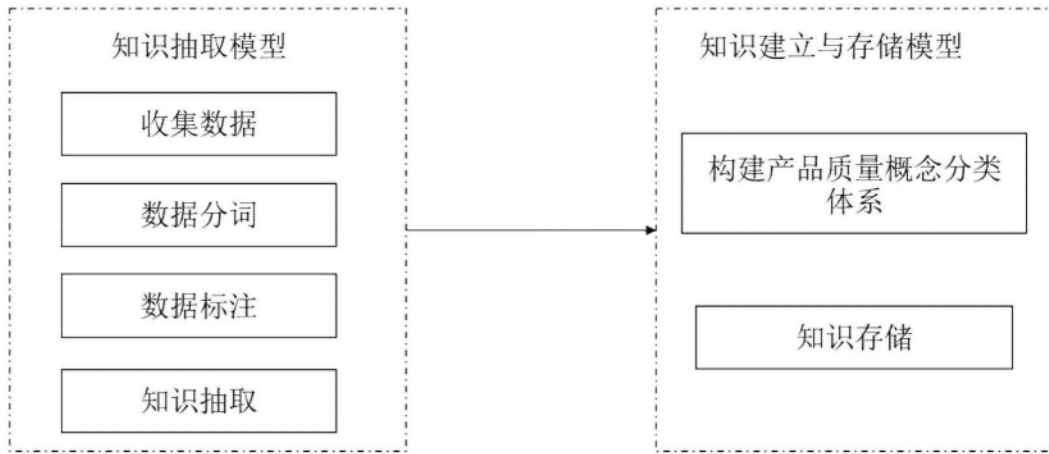 知识抽取模型
收集数据
数据分词
数据标注
知识抽取
知识建立与存储模型
构建产品质量概念分类
体系
知识存储